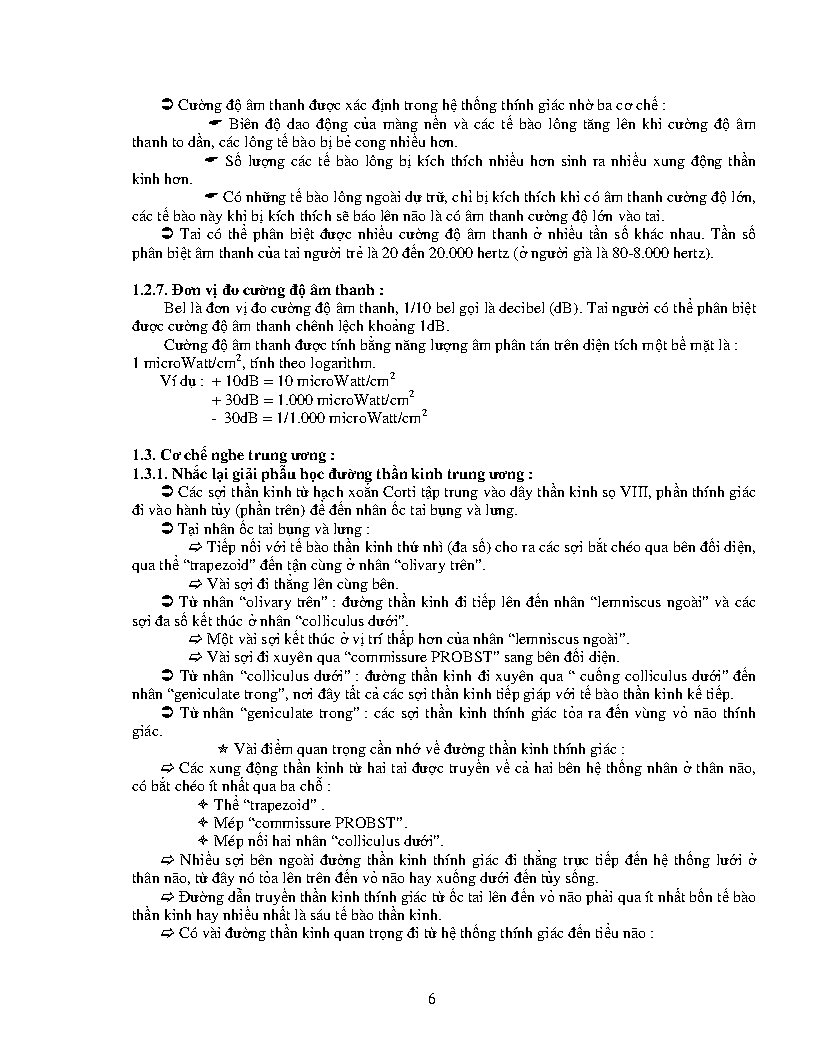 ➲ Cường độ âm thanh được xác định trong hệ thống thính giác nhờ ba cơ chế :
☛ Biên độ dao động của màng nền và các tế bào lông tăng lên khi cường độ âm
thanh to dần, các lông tế bào bị bẻ cong nhiều hơn.
☛ Số lượng các tế bào lông bị kích thích nhiều hơn sinh ra nhiều xung động thần
kinh hơn.
☛ Có những tế bào lông ngoài dự trữ, chỉ bị kích thích khi có âm thanh cường độ lớn,
các tế bào này khi bị kích thích sẽ báo lên não là có âm thanh cường độ lớn vào tai.
➲ Tai có thể phân biệt được nhiều cường độ âm thanh ở nhiều tần số khác nhau. Tần số
phân biệt âm thanh của tai người trẻ là 20 đến 20.000 hertz (ở người già là 80-8.000 hertz).
1.2.7. Đơn vị đo cường độ âm thanh :
Bel là đơn vị đo cường độ âm thanh, 1/10 bel gọi là decibel (dB). Tai người có thể phân biệt
được cường độ âm thanh chênh lệch khoảng 1dB.
Cường độ âm thanh được tính bằng năng lượng âm phân tán trên diện tích một bề mặt là :
1 microWatt/cm², tính theo logarithm.
Ví dụ : + 10dB = 10 microWatt/cm²
+ 30dB = 1.000 microWatt/cm²
- 30dB = 1/1.000 microWatt/cm²
1.3. Cơ chế nghe trung ương :
1.3.1. Nhắc lại giải phẫu học đường thần kinh trung ương :
➲ Các sợi thần kinh từ hạch xoắn Corti tập trung vào dây thần kinh sọ VIII, phần thính giác
đi vào hành tủy (phần trên) để đến nhân ốc tai bụng và lưng.
➲ Tại nhân ốc tai bụng và lưng :
➪ Tiếp nối với tế bào thần kinh thứ nhì (đa số) cho ra các sợi bắt chéo qua bên đối diện,
qua thể “trapezoid” đến tận cùng ở nhân “olivary trên”.
➪ Vài sợi đi thẳng lên cùng bên.
➲ Từ nhân “olivary trên” : đường thần kinh đi tiếp lên đến nhân “lemniscus ngoài” và các
sợi đa số kết thúc ở nhân “colliculus dưới”.
➪ Một vài sợi kết thúc ở vị trí thấp hơn của nhân “lemniscus ngoài”.
➪ Vài sợi đi xuyên qua “commissure PROBST” sang bên đối diện.
➲ Từ nhân “colliculus dưới” : đường thần kinh đi xuyên qua “ cuống colliculus dưới” đến
nhân “geniculate trong”, nơi đây tất cả các sợi thần kinh tiếp giáp với tế bào thần kinh kế tiếp.
➲ Từ nhân “geniculate trong” : các sợi thần kinh thính giác tỏa ra đến vùng vỏ não thính
giác.
✯ Vài điểm quan trọng cần nhớ về đường thần kinh thính giác :
➪ Các xung động thần kinh từ hai tai được truyền về cả hai bên hệ thống nhân ở thân não,
có bắt chéo ít nhất qua ba chỗ :
✧ Thể “trapezoid” .
✧ Mép “commissure PROBST”.
✧ Mép nối hai nhân “colliculus dưới”.
➪ Nhiều sợi bên ngoài đường thần kinh thính giác đi thẳng trực tiếp đến hệ thống lưới ở
thân não, từ đây nó tỏa lên trên đến vỏ não hay xuống dưới đến tủy sống.
➪ Đường dẫn truyền thần kinh thính giác từ ốc tai lên đến vỏ não phải qua ít nhất bốn tế bào
thần kinh hay nhiều nhất là sáu tế bào thần kinh.
➪ Có vài đường thần kinh quan trọng đi từ hệ thống thính giác đến tiểu não :
6